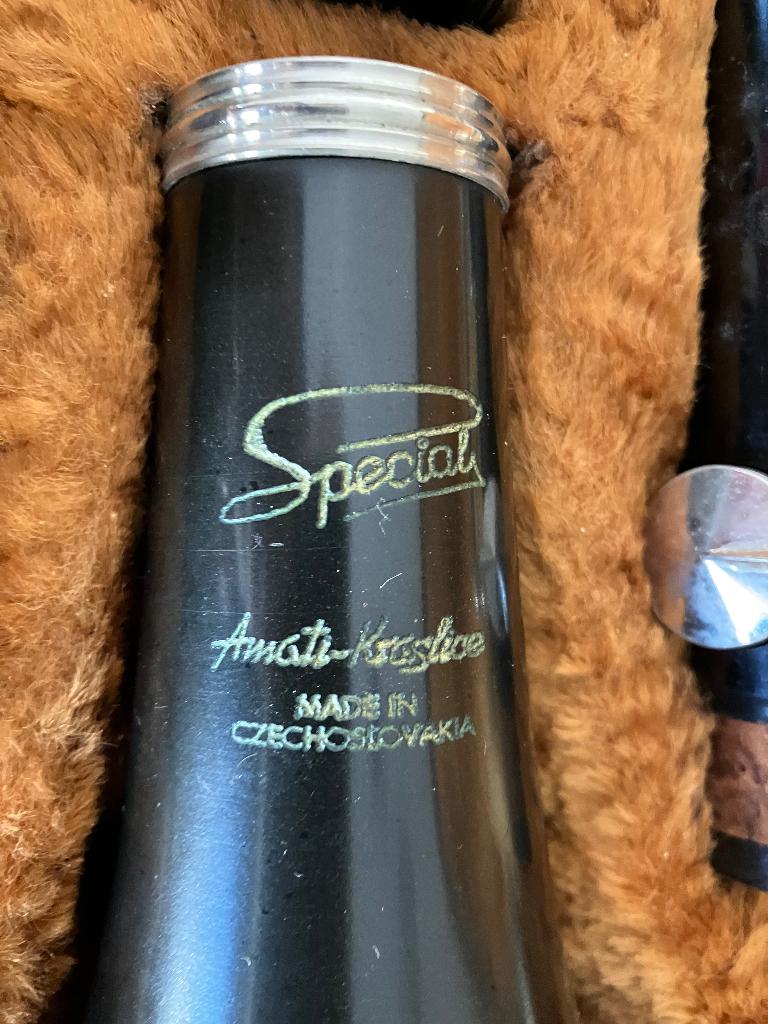 Special
Amati-Kraslice
MADE IN
CZECHOSLOVAKIA